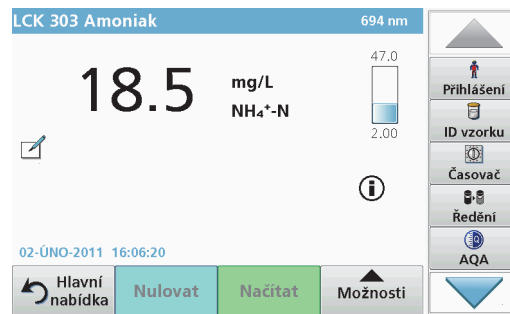 LCK 303 Amoniak
694 nm
18.5
mg/L
NH₄⁺-N
47.0
2.00
02-ÚNO-2011 16:06:20
Hlavní
nabídka
Nulovat
Načítat
Možnosti
Přihlášení
ID vzorku
Časovač
Ředění
AQA